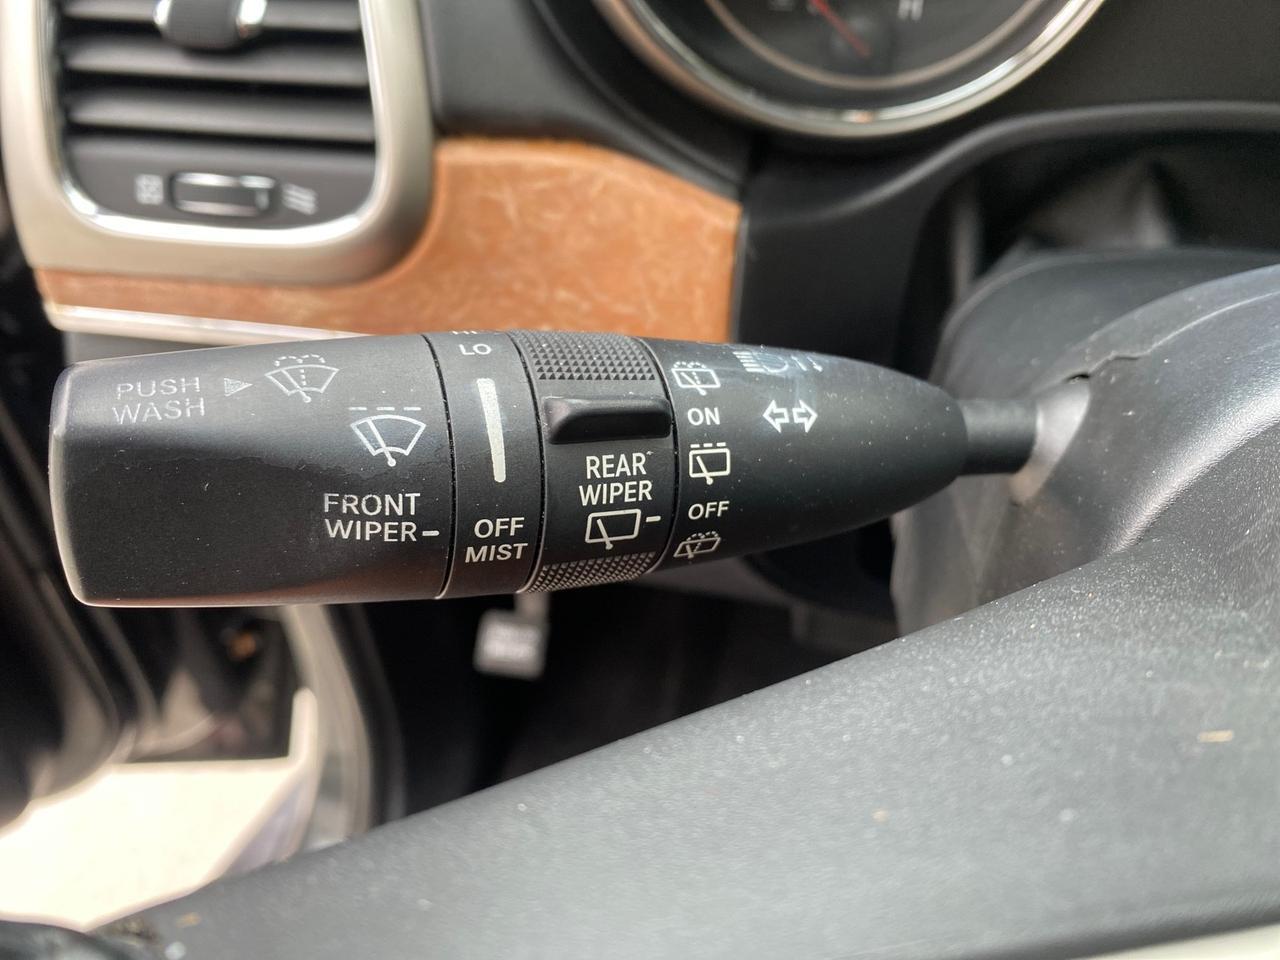 H
PUSH
WASH
FRONT
WIPER
LO
OFF
MIST
REAR
WIPER
ON
OFF